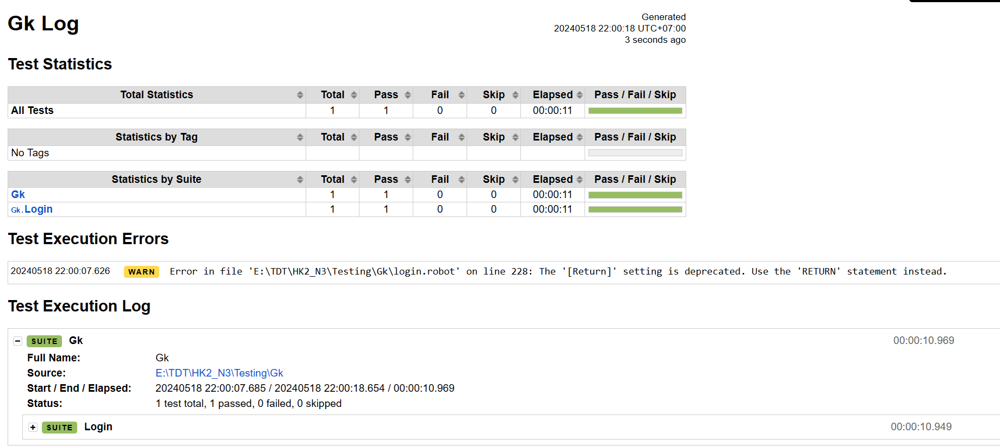 Gk Log
Generated
20240518 22:00:18 UTC+07:00
3 seconds ago
Test Statistics
Total Statistics Total Pass Fail Skip Elapsed Pass / Fail / Skip
All Tests 1 1 0 0 00:00:11
Statistics by Tag Total Pass Fail Skip Elapsed Pass / Fail / Skip
No Tags
Statistics by Suite Total Pass Fail Skip Elapsed Pass / Fail / Skip
Gk 1 1 0 0 00:00:11
Gk.Login 1 1 0 0 00:00:11
Test Execution Errors
20240518 22:00:07.626 WARN Error in file 'E:\TDT\HK2_N3\Testing\Gk\login.robot' on line 228: The '[Return]' setting is deprecated. Use the 'RETURN' statement instead.
Test Execution Log
SUITE Gk 00:00:10.969
Full Name: Gk
Source: E:\TDT\HK2_N3\Testing\Gk
Start / End / Elapsed: 20240518 22:00:07.685 / 20240518 22:00:18.654 / 00:00:10.969
Status: 1 test total, 1 passed, 0 failed, 0 skipped
SUITE Login 00:00:10.949